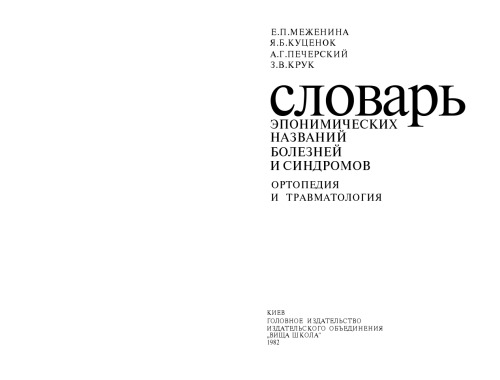 Е.П.МЕЖЕНИНА
Я.Б.КУЦЕНОК
А.Г.ПЕЧЕРСКИЙ
З.В.КРУК
словарь
ЭПОНИМИЧЕСКИХ
НАЗВАНИЙ
БОЛЕЗНЕЙ
И СИНДРОМОВ
ОРТОПЕДИЯ
И ТРАВМАТОЛОГИЯ
КИЕВ
ГОЛОВНОЕ ИЗДАТЕЛЬСТВО
ИЗДАТЕЛЬСКОГО ОБЪЕДИНЕНИЯ
„ВИЩА ШКОЛА"
1982